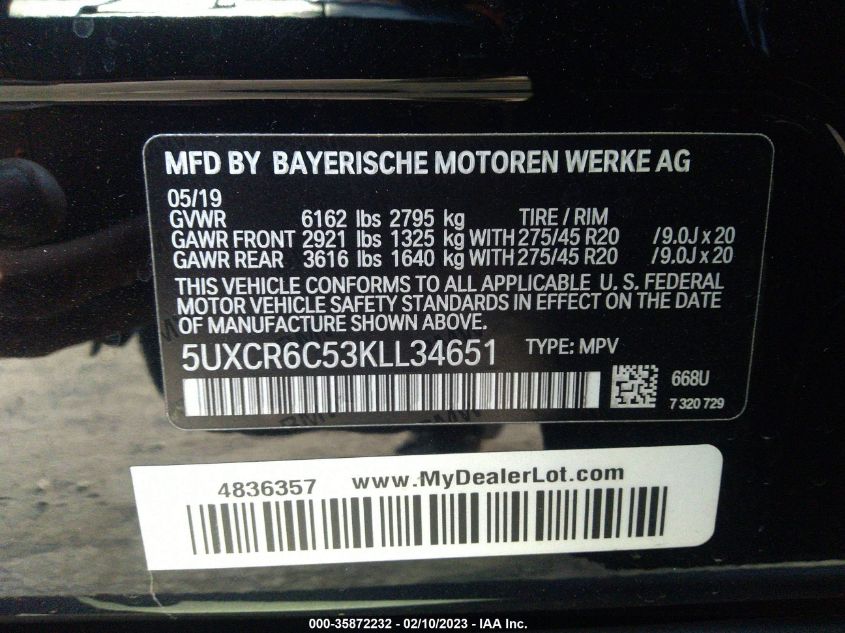 MFD BY BAYERISCHE MOTOREN WERKE AG
05/19
GVWR 6162 lbs 2795 kg TIRE / RIM
GAWR FRONT 2921 lbs 1325 kg WITH 275/45 R20 /9.0J x 20
GAWR REAR 3616 lbs 1640 kg WITH 275/45 R20 /9.0J x 20
THIS VEHICLE CONFORMS TO ALL APPLICABLE U. S. FEDERAL
MOTOR VEHICLE SAFETY STANDARDS IN EFFECT ON THE DATE
OF MANUFACTURE SHOWN ABOVE.
5UXCR6C53KLL34651 TYPE: MPV
668U
7 320 729
4836357 www.MyDealerLot.com
000-35872232 - 02/10/2023 - IAA Inc.